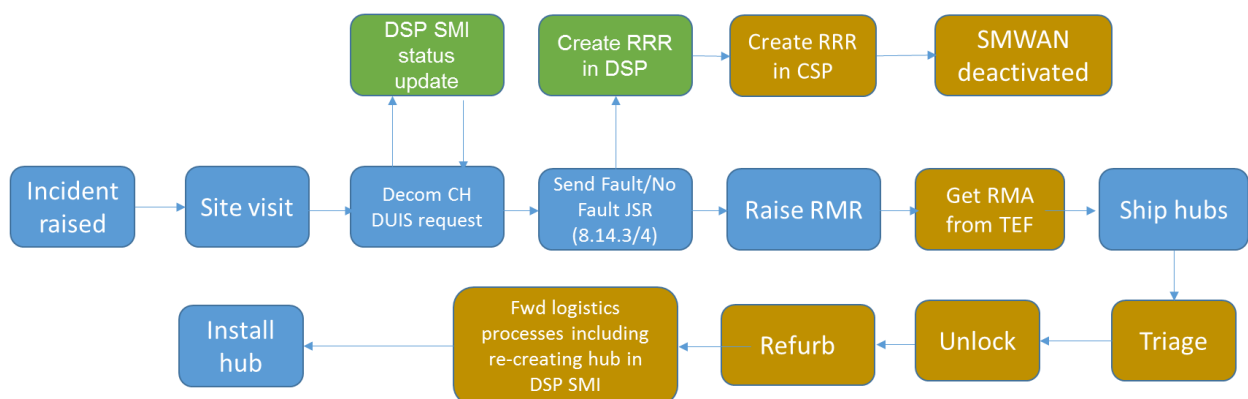 DSP SMI
status
update
Create RRR
in DSP
Create RRR
in CSP
SMWAN
deactivated
Incident
raised
Site visit
Decom CH
DUIS request
Send Fault/No
Fault JSR
(8.14.3/4)
Raise RMR
Get RMA
from TEF
Ship hubs
Install
hub
Fwd logistics
processes including
re-creating hub in
DSP SMI
Refurb
Unlock
Triage